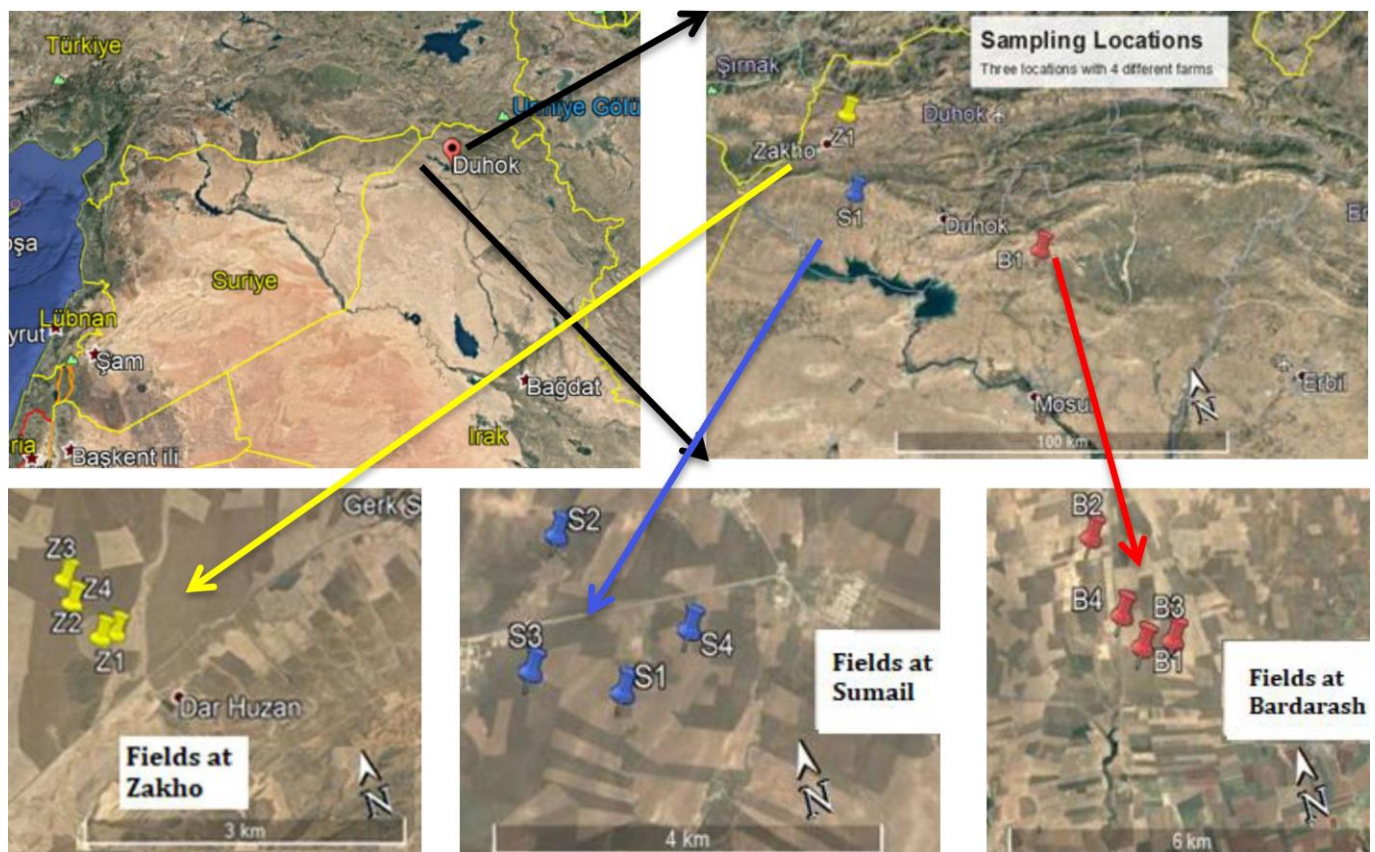 Türkiye
Urmiye Gölü
Duhok
Suriye
Lübnan
Şam
Bağdat
Irak
Başkent ili
Sampling Locations
Three locations with 4 different farms
Şırnak
Duhok
Z1
Zakho
S1
Duhok
B1
Erbil
Mosul
N
100 km
Gerk S
Z3
Z4
Z2
Z1
Dar Huzan
Fields at
Zakho
N
3 km
S2
S3
S4
S1
Fields at
Sumail
N
4 km
B2
B4
B3
B1
Fields at
Bardarash
N
6 km